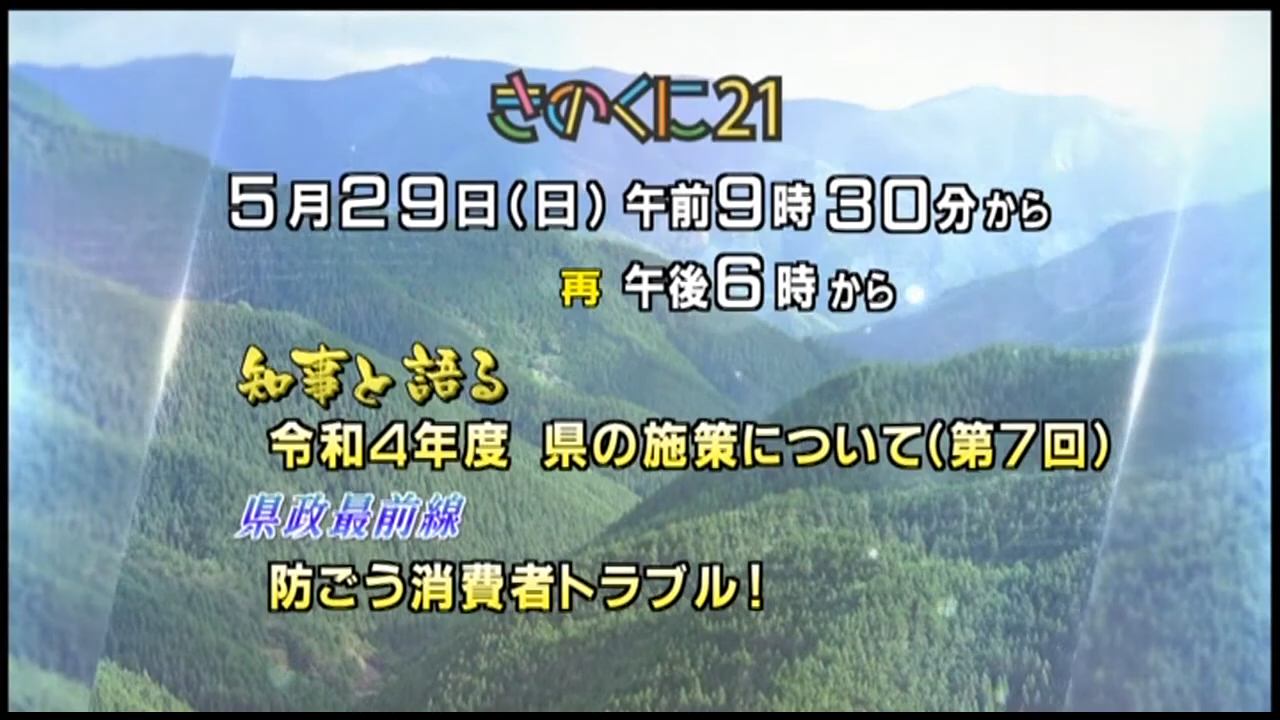 きのくに21
5月29日(日)午前9時30分から
再 午後6時から
知事と語る
令和4年度 県の施策について(第7回)
県政最前線
防ごう消費者トラブル!